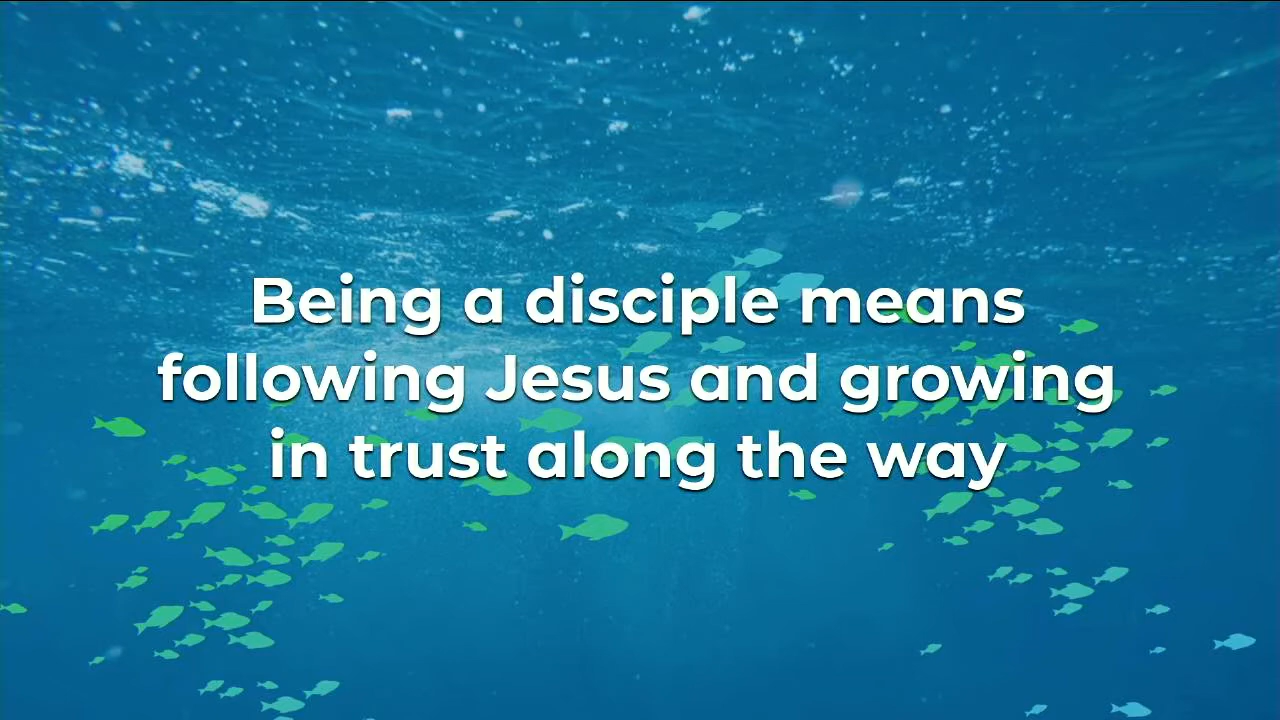 Being a disciple means
following Jesus and growing
in trust along the way